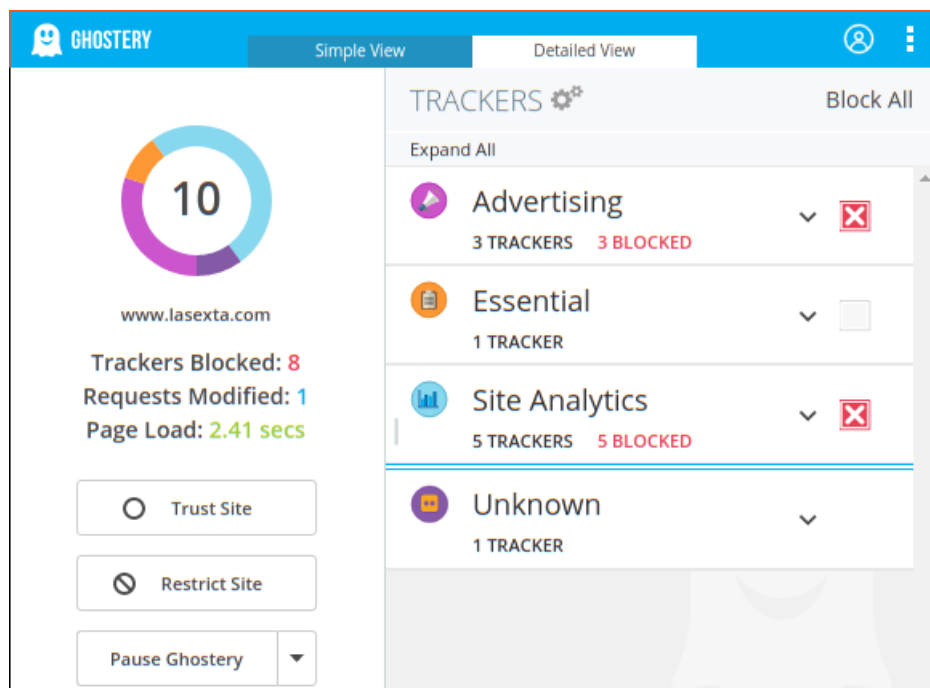 GHOSTERY
Simple View
Detailed View
10
www.lasexta.com
Trackers Blocked: 8
Requests Modified: 1
Page Load: 2.41 secs
Trust Site
Restrict Site
Pause Ghostery
TRACKERS
Block All
Expand All
Advertising
3 TRACKERS 3 BLOCKED
Essential
1 TRACKER
Site Analytics
5 TRACKERS 5 BLOCKED
Unknown
1 TRACKER